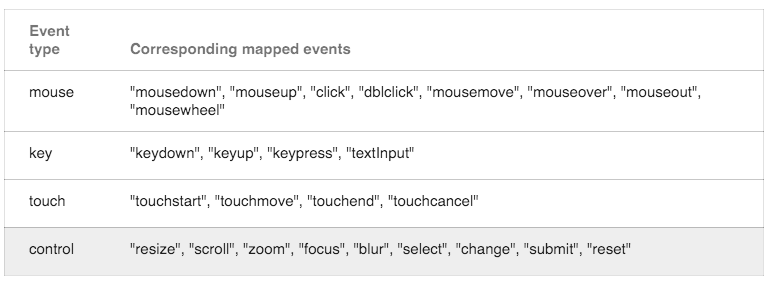 Event
type
Corresponding mapped events
mouse
"mousedown", "mouseup", "click", "dblclick", "mousemove", "mouseover", "mouseout",
"mousewheel"
key
"keydown", "keyup", "keypress", "textInput"
touch
"touchstart", "touchmove", "touchend", "touchcancel"
control
"resize", "scroll", "zoom", "focus", "blur", "select", "change", "submit", "reset"